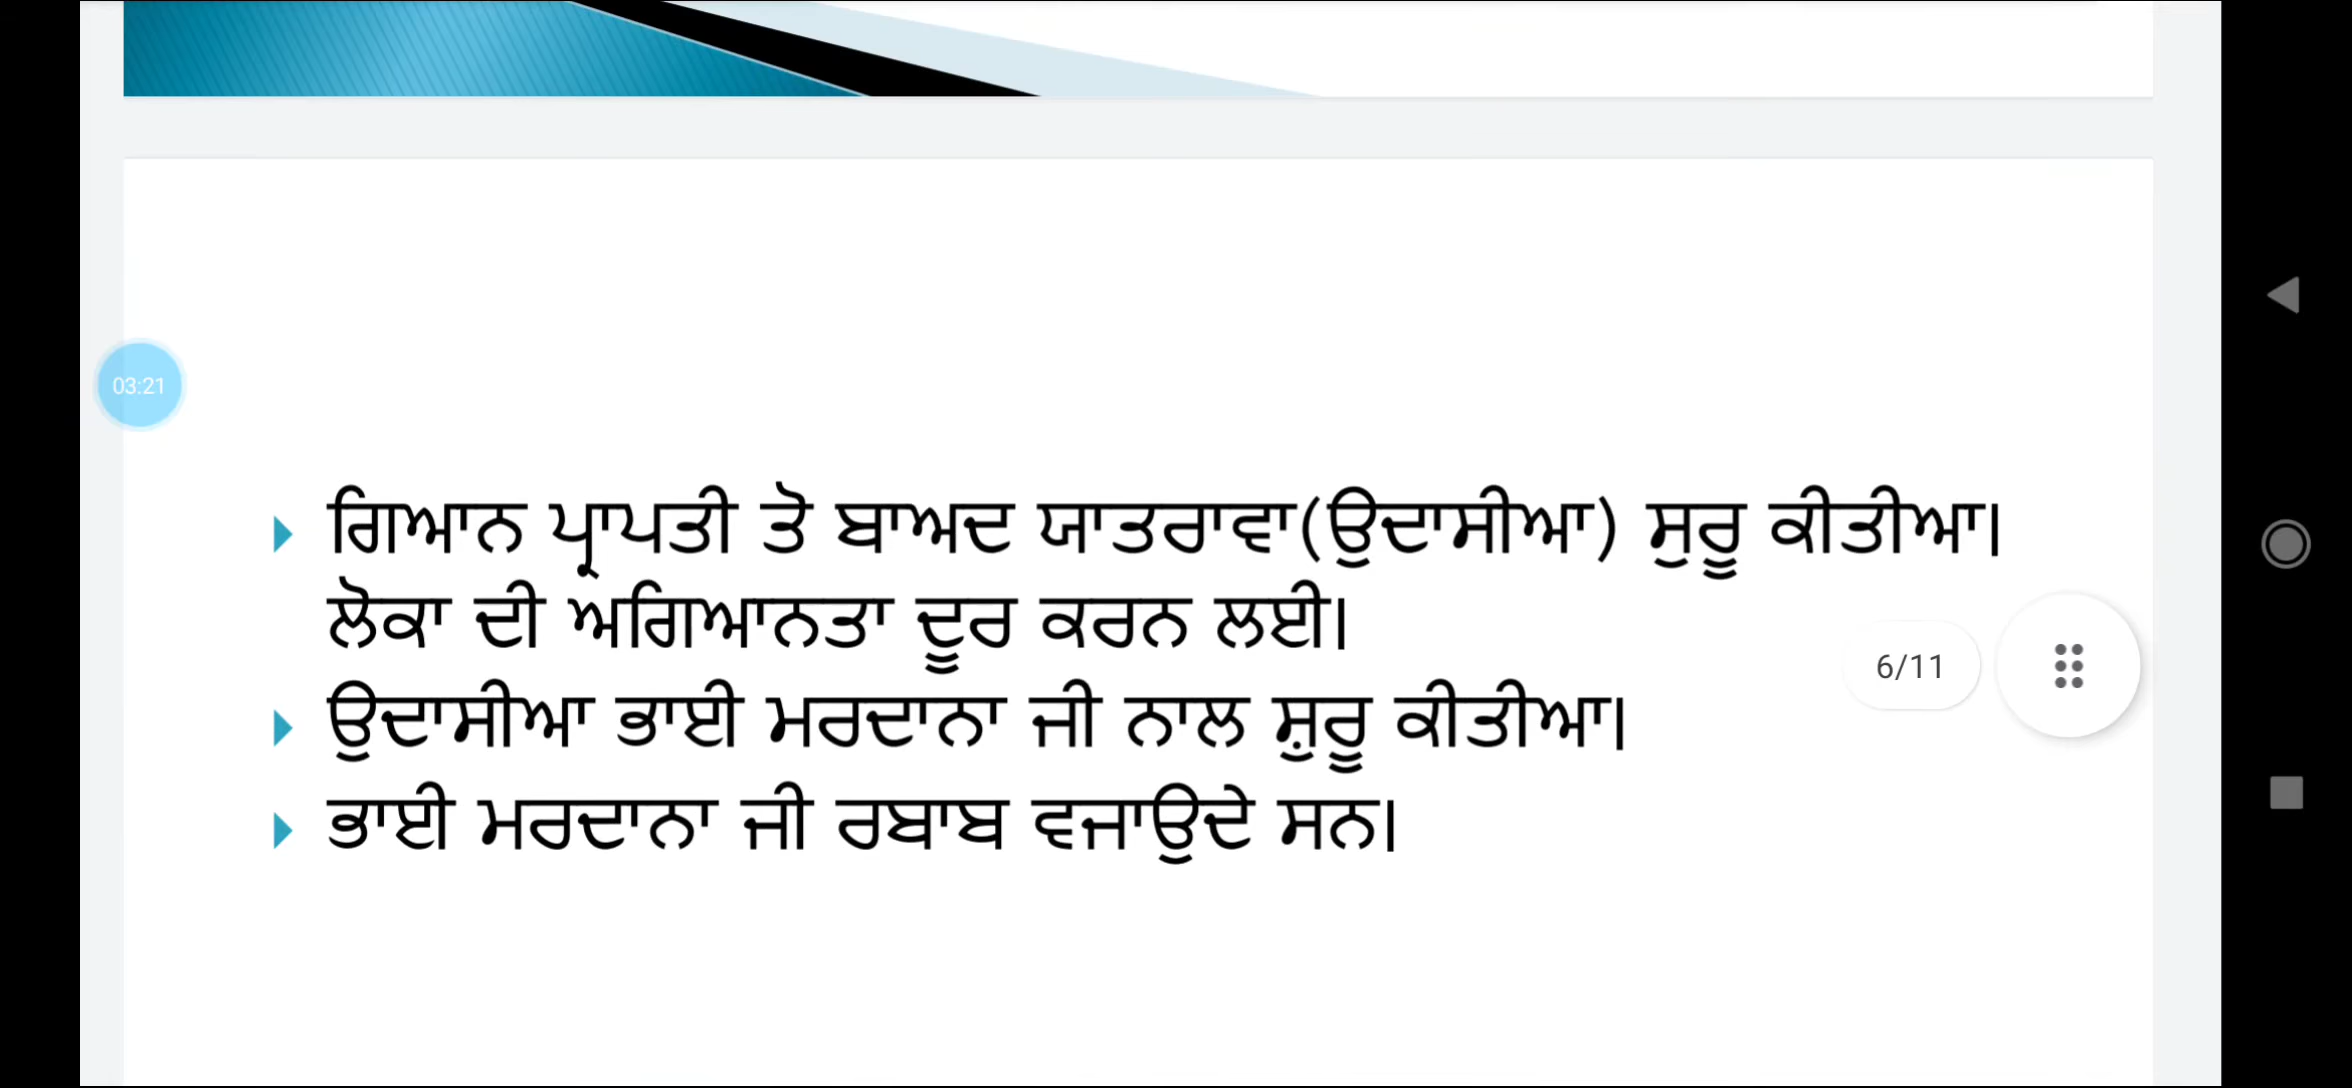 03:21
ਗਿਆਨ ਪ੍ਰਾਪਤੀ ਤੋ ਬਾਅਦ ਯਾਤਰਾਵਾ(ਉਦਾਸੀਆ) ਸੁਰੂ ਕੀਤੀਆ।
ਲੋਕਾ ਦੀ ਅਗਿਆਨਤਾ ਦੂਰ ਕਰਨ ਲਈ।
6/11
ਉਦਾਸੀਆ ਭਾਈ ਮਰਦਾਨਾ ਜੀ ਨਾਲ ਸ਼ੁਰੂ ਕੀਤੀਆ।
ਭਾਈ ਮਰਦਾਨਾ ਜੀ ਰਬਾਬ ਵਜਾਉਦੇ ਸਨ।